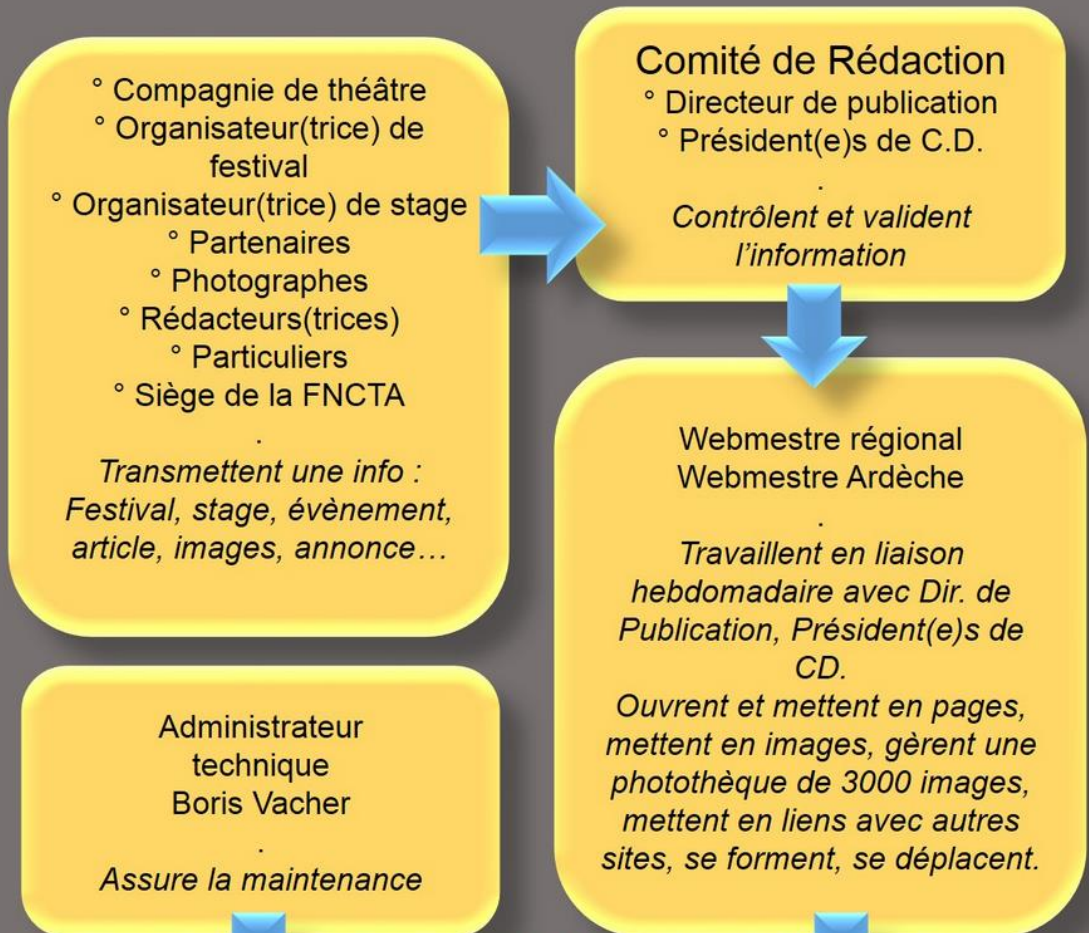 ° Compagnie de théâtre
° Organisateur(trice) de
festival
° Organisateur(trice) de stage
° Partenaires
° Photographes
° Rédacteurs(trices)
° Particuliers
° Siège de la FNCTA
.
Transmettent une info :
Festival, stage, évènement,
article, images, annonce…
Comité de Rédaction
° Directeur de publication
° Président(e)s de C.D.
.
Contrôlent et valident
l’information
Webmestre régional
Webmestre Ardèche
.
Travaillent en liaison
hebdomadaire avec Dir. de
Publication, Président(e)s de
CD.
Ouvrent et mettent en pages,
mettent en images, gèrent une
photothèque de 3000 images,
mettent en liens avec autres
sites, se forment, se déplacent.
Administrateur
technique
Boris Vacher
.
Assure la maintenance